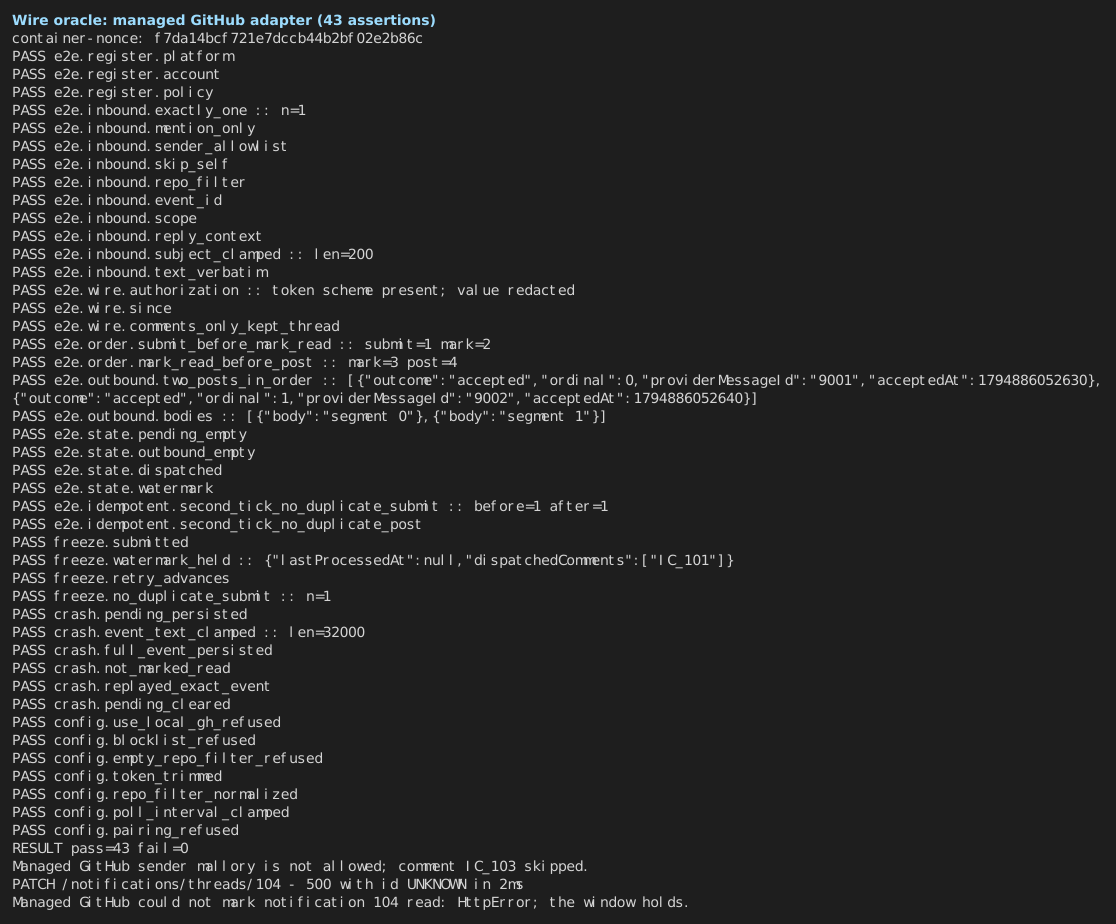 Wire oracle: managed GitHub adapter (43 assertions)
container-nonce: f7da14bcf721e7dccb44b2bf02e2b86c
PASS e2e.register.platform
PASS e2e.register.account
PASS e2e.register.policy
PASS e2e.inbound.exactly_one :: n=1
PASS e2e.inbound.mention_only
PASS e2e.inbound.sender_allowlist
PASS e2e.inbound.skip_self
PASS e2e.inbound.repo_filter
PASS e2e.inbound.event_id
PASS e2e.inbound.scope
PASS e2e.inbound.reply_context
PASS e2e.inbound.subject_clamped :: len=200
PASS e2e.inbound.text_verbatim
PASS e2e.wire.authorization :: token scheme present; value redacted
PASS e2e.wire.since
PASS e2e.wire.comments_only_kept_thread
PASS e2e.order.submit_before_mark_read :: submit=1 mark=2
PASS e2e.order.mark_read_before_post :: mark=3 post=4
PASS e2e.outbound.two_posts_in_order :: [{"outcome":"accepted","ordinal":0,"providerMessageId":"9001","acceptedAt":1794886052630},
{"outcome":"accepted","ordinal":1,"providerMessageId":"9002","acceptedAt":1794886052640}]
PASS e2e.outbound.bodies :: [{"body":"segment 0"},{"body":"segment 1"}]
PASS e2e.state.pending_empty
PASS e2e.state.outbound_empty
PASS e2e.state.dispatched
PASS e2e.state.watermark
PASS e2e.idempotent.second_tick_no_duplicate_submit :: before=1 after=1
PASS e2e.idempotent.second_tick_no_duplicate_post
PASS freeze.submitted
PASS freeze.watermark_held :: {"lastProcessedAt":null,"dispatchedComments":["IC_101"]}
PASS freeze.retry_advances
PASS freeze.no_duplicate_submit :: n=1
PASS crash.pending_persisted
PASS crash.event_text_clamped :: len=32000
PASS crash.full_event_persisted
PASS crash.not_marked_read
PASS crash.replayed_exact_event
PASS crash.pending_cleared
PASS config.use_local_gh_refused
PASS config.blocklist_refused
PASS config.empty_repo_filter_refused
PASS config.token_trimmed
PASS config.repo_filter_normalized
PASS config.poll_interval_clamped
PASS config.pairing_refused
RESULT pass=43 fail=0
Managed GitHub sender mallory is not allowed; comment IC_103 skipped.
PATCH /notifications/threads/104 - 500 with id UNKNOWN in 2ms
Managed GitHub could not mark notification 104 read: HttpError; the window holds.